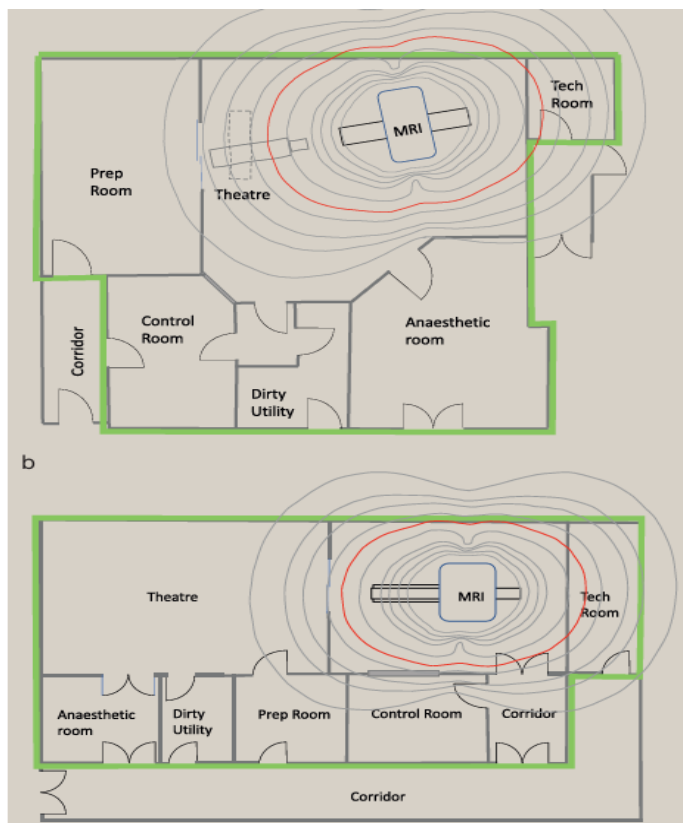 Tech
Room
MRI
Prep
Room
Theatre
Control
Room
Anaesthetic
room
Corridor
Dirty
Utility
b
Theatre
MRI
Tech
Room
Anaesthetic
room
Dirty
Utility
Prep Room
Control Room
Corridor
Corridor